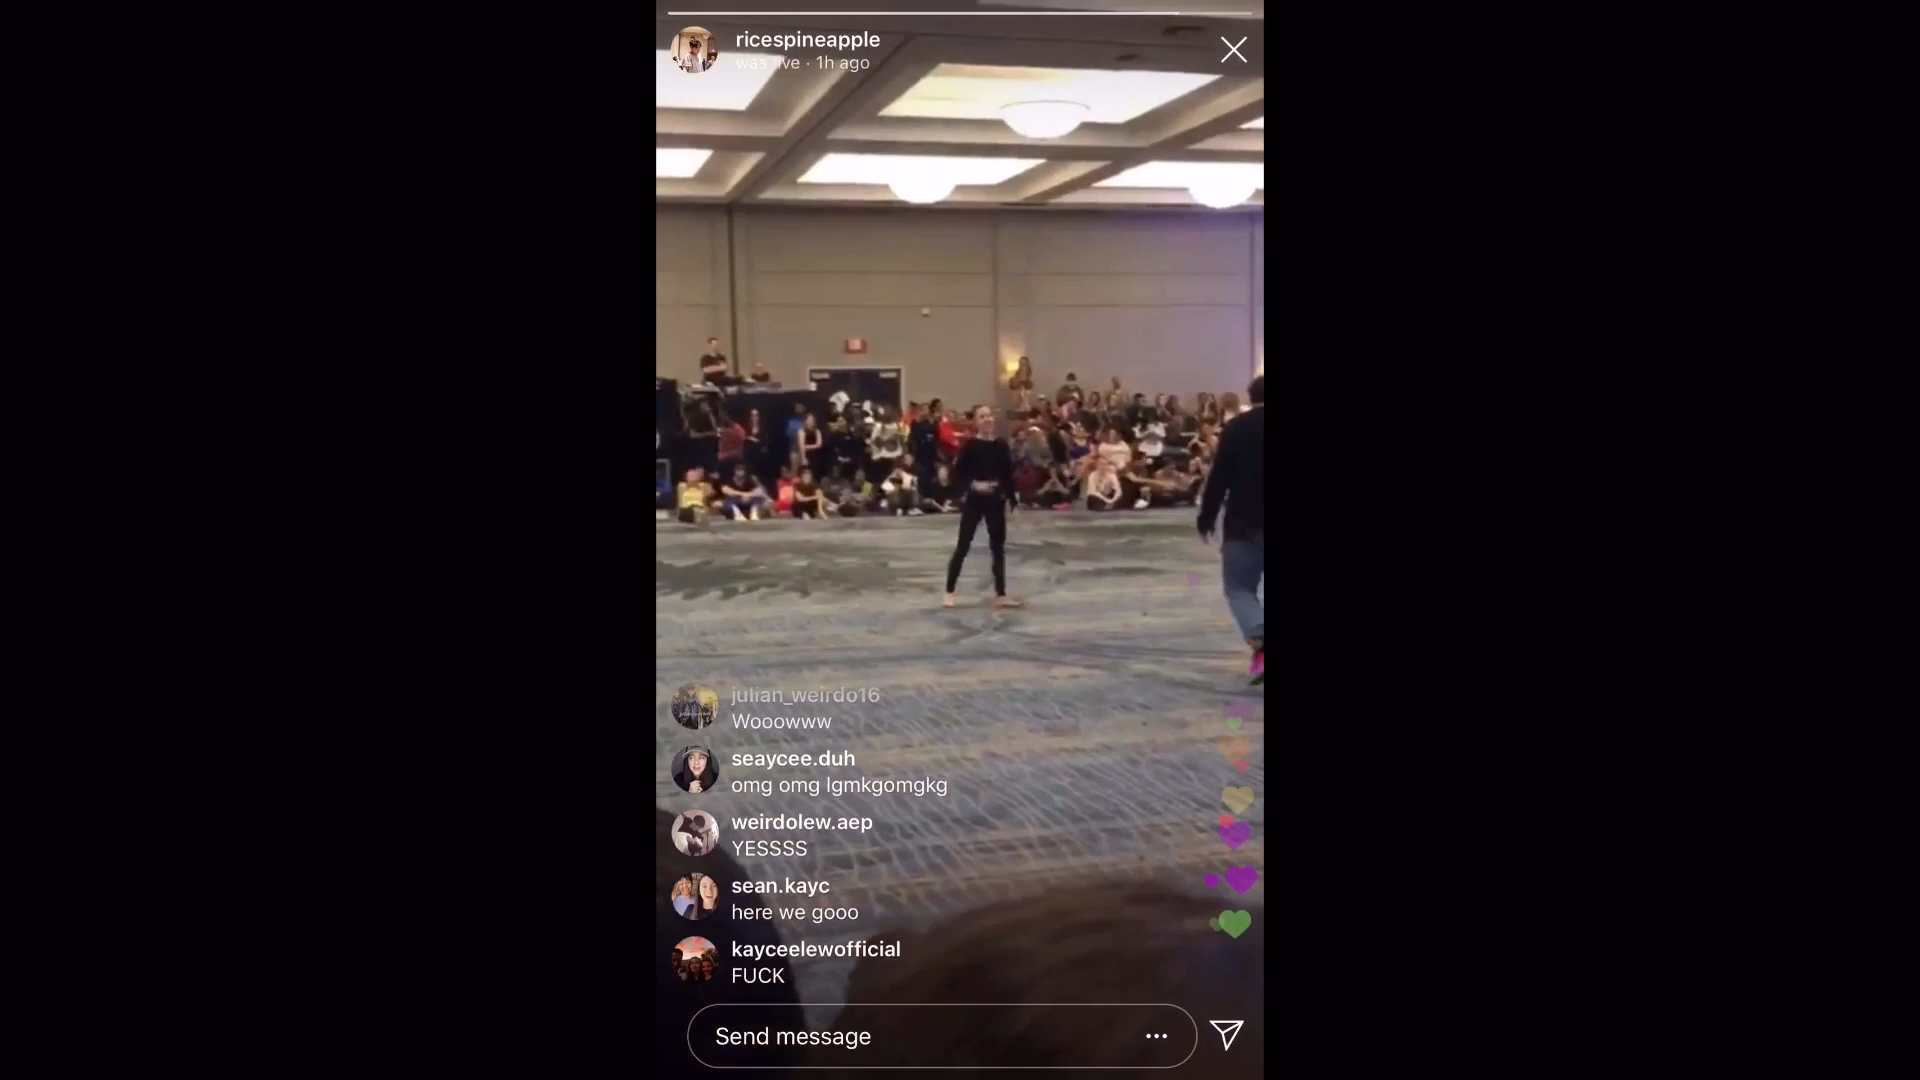 ricespineapple
was live · 1h ago
julian_weirdo16
Wooowww
seaycee.duh
omg omg lgmkgomgkg
weirdolew.aep
YESSSS
sean.kayc
here we gooo
kayceelewofficial
FUCK
Send message